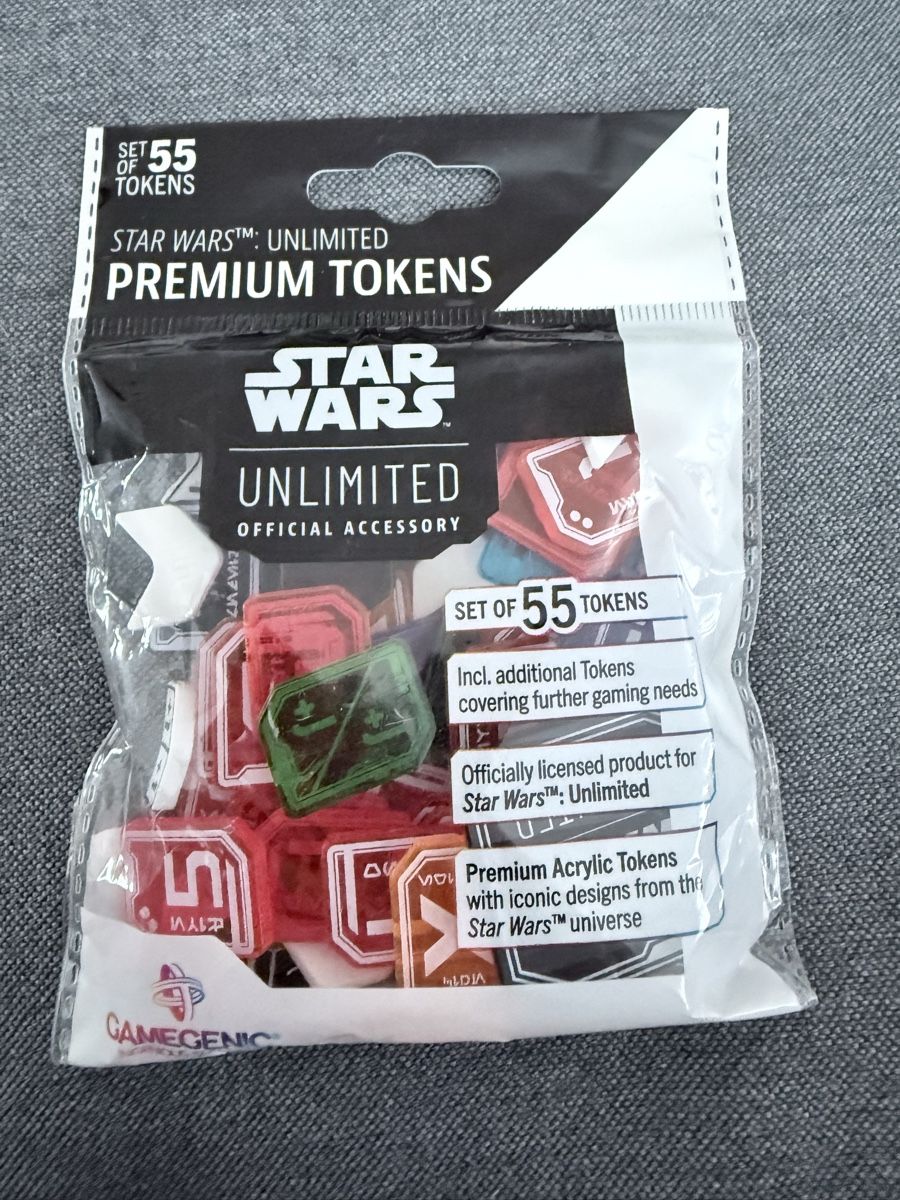 SET
OF 55
TOKENS
STAR WARS™: UNLIMITED
PREMIUM TOKENS
STAR
WARS™
UNLIMITED
OFFICIAL ACCESSORY
SET OF 55 TOKENS
Incl. additional Tokens
covering further gaming needs
Officially licensed product for
Star Wars™: Unlimited
Premium Acrylic Tokens
with iconic designs from the
Star Wars™ universe
5
GAMEGENIC